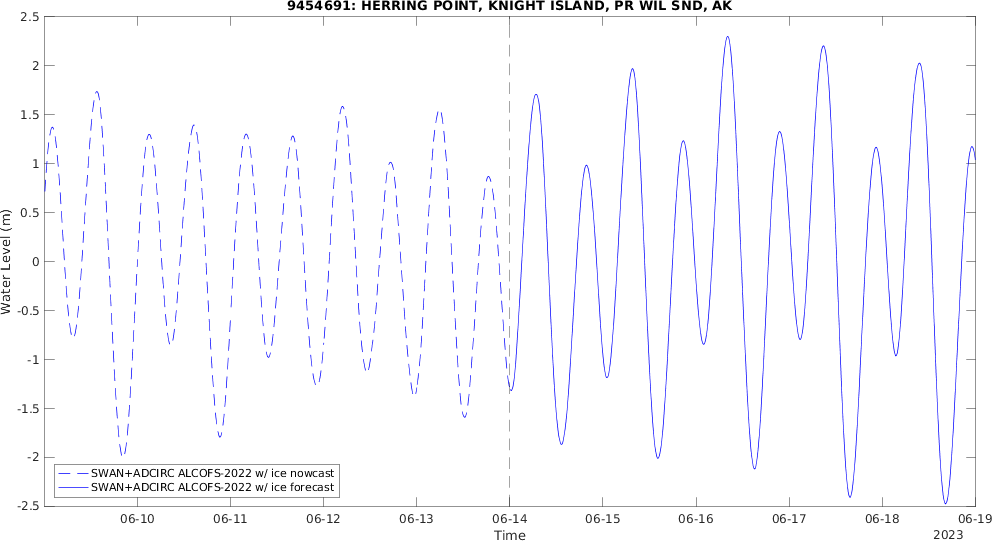 9454691: HERRING POINT, KNIGHT ISLAND, PR WIL SND, AK
Water Level (m)
2.5
2
1.5
1
0.5
0
-0.5
-1
-1.5
-2
-2.5
SWAN+ADCIRC ALCOFS-2022 w/ ice nowcast
SWAN+ADCIRC ALCOFS-2022 w/ ice forecast
06-10 06-11 06-12 06-13 06-14 06-15 06-16 06-17 06-18 06-19
Time
2023